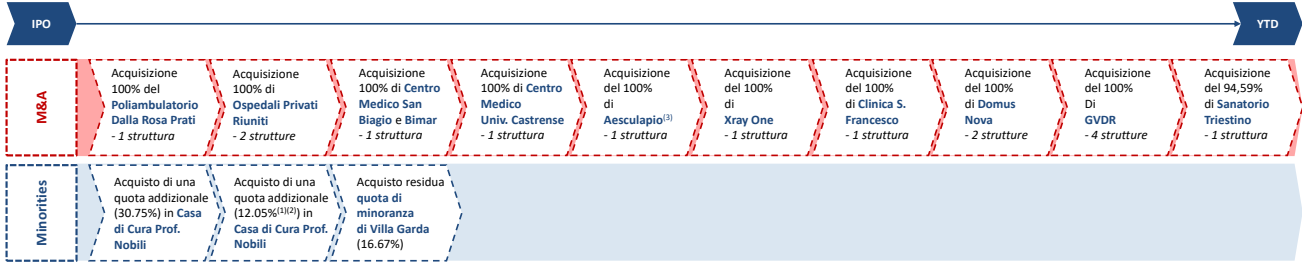 IPO
YTD
M&A
Acquisizione
100% del
Poliambulatorio
Dalla Rosa Prati
- 1 struttura
Acquisizione
100% di
Ospedali Privati
Riuniti
- 2 strutture
Acquisizione
100% di Centro
Medico San
Biagio e Bimar
- 1 struttura
Acquisizione
100% di Centro
Medico
Univ. Castrense
- 1 struttura
Acquisizione
del 100%
di
Aesculapio(3)
- 1 struttura
Acquisizione
del 100%
di
Xray One
- 1 struttura
Acquisizione
del 100%
di Clinica S.
Francesco
- 1 struttura
Acquisizione
del 100%
di Domus
Nova
- 2 strutture
Acquisizione
del 100%
Di
GVDR
- 4 strutture
Acquisizione
del 94,59%
di Sanatorio
Triestino
- 1 struttura
Minorities
Acquisto di una
quota addizionale
(30.75%) in Casa
di Cura Prof.
Nobili
Acquisto di una
quota addizionale
(12.05%(1)(2)) in
Casa di Cura Prof.
Nobili
Acquisto residua
quota di
minoranza
di Villa Garda
(16.67%)